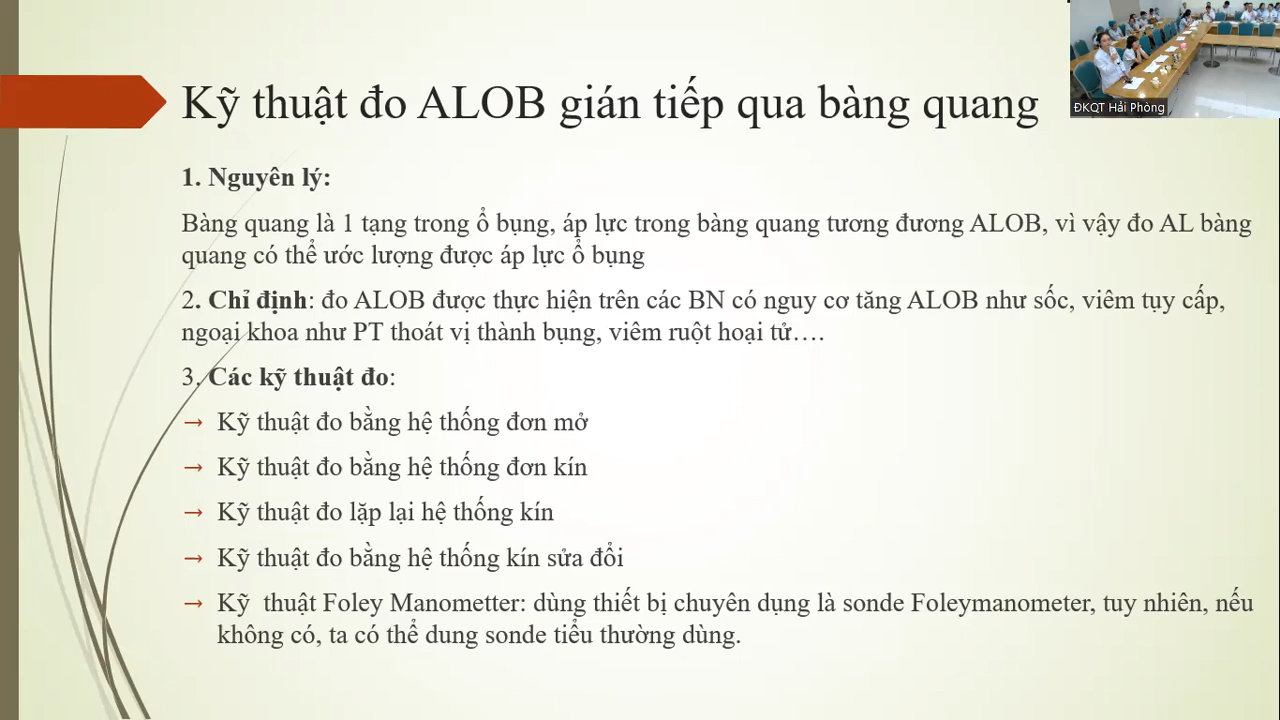 Kỹ thuật đo ALOB gián tiếp qua bàng quang
ĐKQT Hải Phòng
1. Nguyên lý:
Bàng quang là 1 tạng trong ổ bụng, áp lực trong bàng quang tương đương ALOB, vì vậy đo AL bàng
quang có thể ước lượng được áp lực ổ bụng
2. Chỉ định: đo ALOB được thực hiện trên các BN có nguy cơ tăng ALOB như sốc, viêm tụy cấp,
ngoại khoa như PT thoát vị thành bụng, viêm ruột hoại tử….
3. Các kỹ thuật đo:
→ Kỹ thuật đo bằng hệ thống đơn mở
→ Kỹ thuật đo bằng hệ thống đơn kín
→ Kỹ thuật đo lặp lại hệ thống kín
→ Kỹ thuật đo bằng hệ thống kín sửa đổi
→ Kỹ thuật Foley Manometter: dùng thiết bị chuyên dụng là sonde Foleymanometer, tuy nhiên, nếu
không có, ta có thể dung sonde tiểu thường dùng.